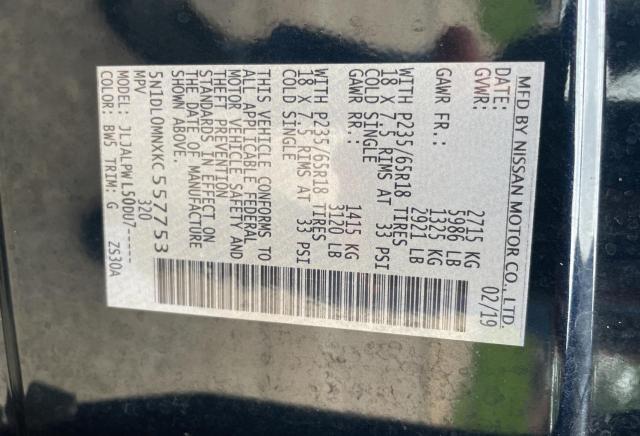 MFD BY NISSAN MOTOR CO., LTD.
DATE: 02/19
GVWR: 2715 KG
5986 LB
GAWR FR.: 1325 KG
2921 LB
WITH P235/65R18 TIRES
18 X 7.5 RIMS AT 33 PSI
COLD SINGLE
GAWR RR.: 1415 KG
3120 LB
WITH P235/65R18 TIRES
18 X 7.5 RIMS AT 33 PSI
COLD SINGLE
THIS VEHICLE CONFORMS TO
ALL APPLICABLE FEDERAL
MOTOR VEHICLE SAFETY AND
THEFT PREVENTION
STANDARDS IN EFFECT ON
THE DATE OF MANUFACTURE
SHOWN ABOVE.
5N1DL0MNXKC557753
MPV 320
MODEL: JLJALPWL50DU7----
COLOR: BW5 TRIM: G ZS30A